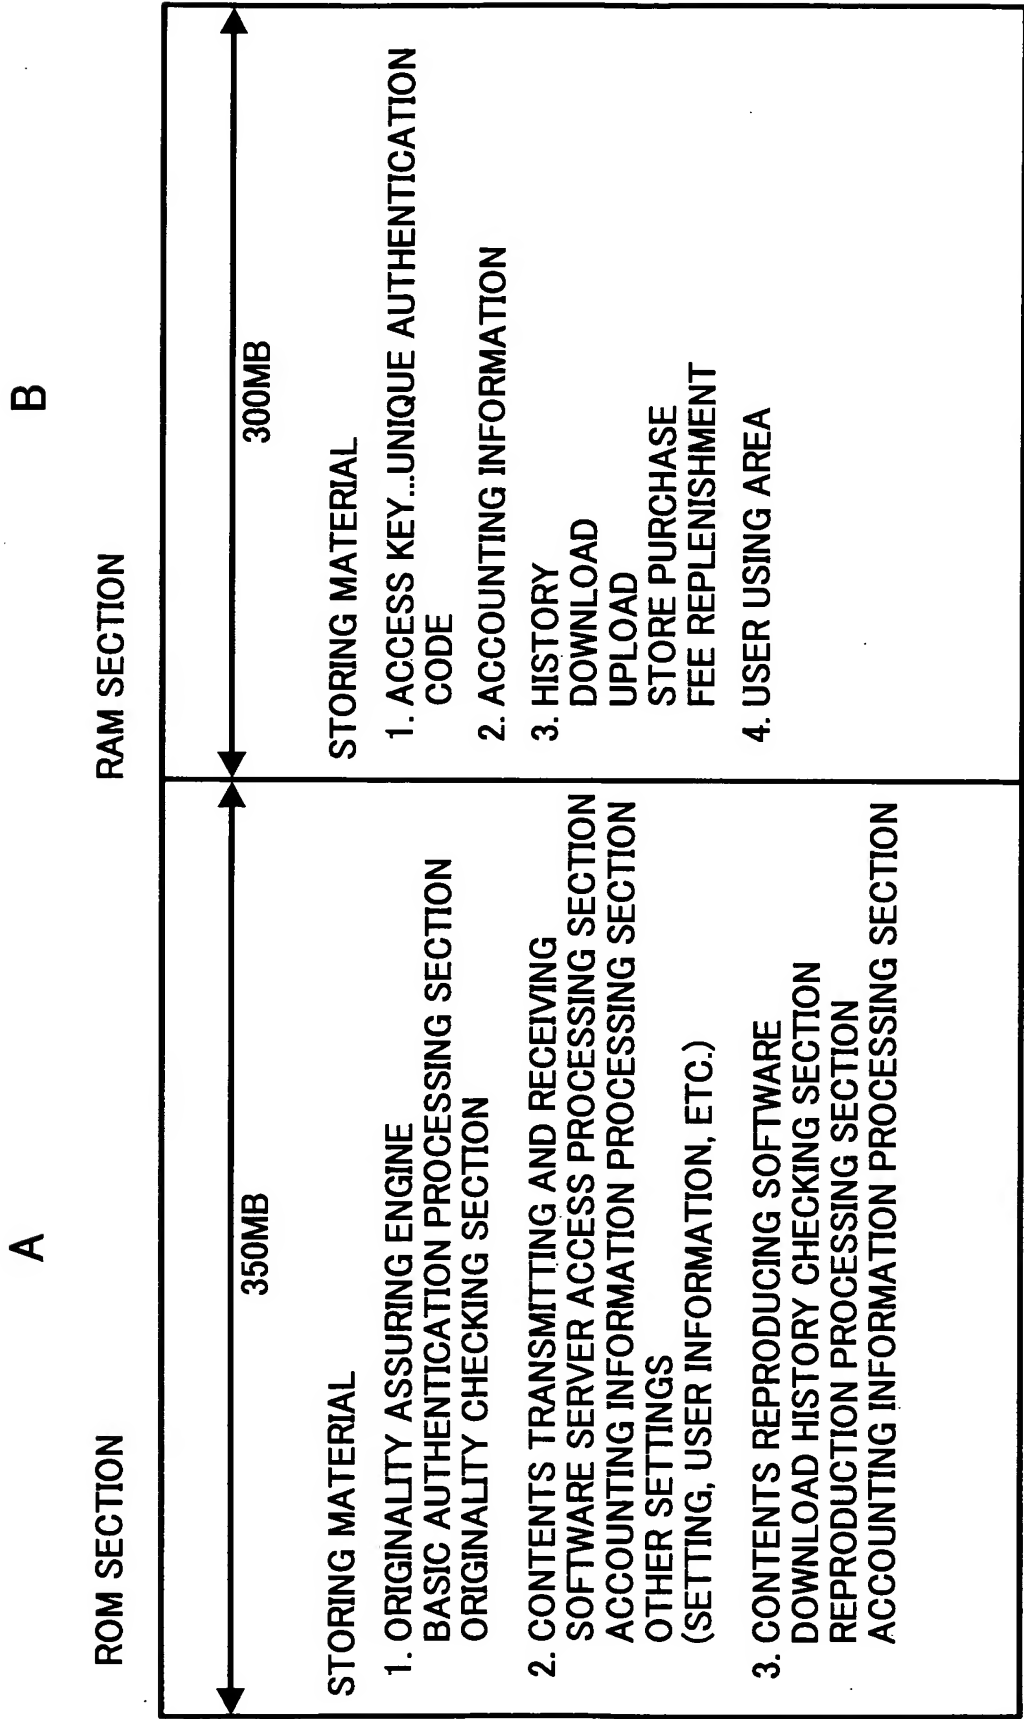 A
ROM SECTION
350MB
STORING MATERIAL
1. ORIGINALITY ASSURING ENGINE
BASIC AUTHENTICATION PROCESSING SECTION
ORIGINALITY CHECKING SECTION
2. CONTENTS TRANSMITTING AND RECEIVING
SOFTWARE SERVER ACCESS PROCESSING SECTION
ACCOUNTING INFORMATION PROCESSING SECTION
OTHER SETTINGS
(SETTING, USER INFORMATION, ETC.)
3. CONTENTS REPRODUCING SOFTWARE
DOWNLOAD HISTORY CHECKING SECTION
REPRODUCTION PROCESSING SECTION
ACCOUNTING INFORMATION PROCESSING SECTION
B
RAM SECTION
300MB
STORING MATERIAL
1. ACCESS KEY...UNIQUE AUTHENTICATION
CODE
2. ACCOUNTING INFORMATION
3. HISTORY
DOWNLOAD
UPLOAD
STORE PURCHASE
FEE REPLENISHMENT
4. USER USING AREA